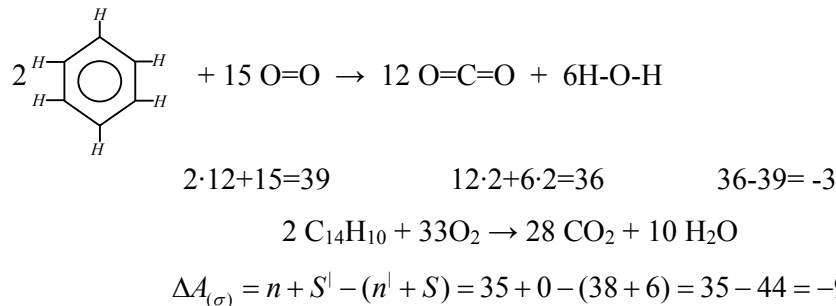 H
H H
2 + 15 O=O → 12 O=C=O + 6H-O-H
H H
H
2·12+15=39 12·2+6·2=36 36-39= -3
2 C₁₄H₁₀ + 33O₂ → 28 CO₂ + 10 H₂O
ΔA₍σ₎ = n + S^| − (n^| + S) = 35 + 0 − (38 + 6) = 35 − 44 = −